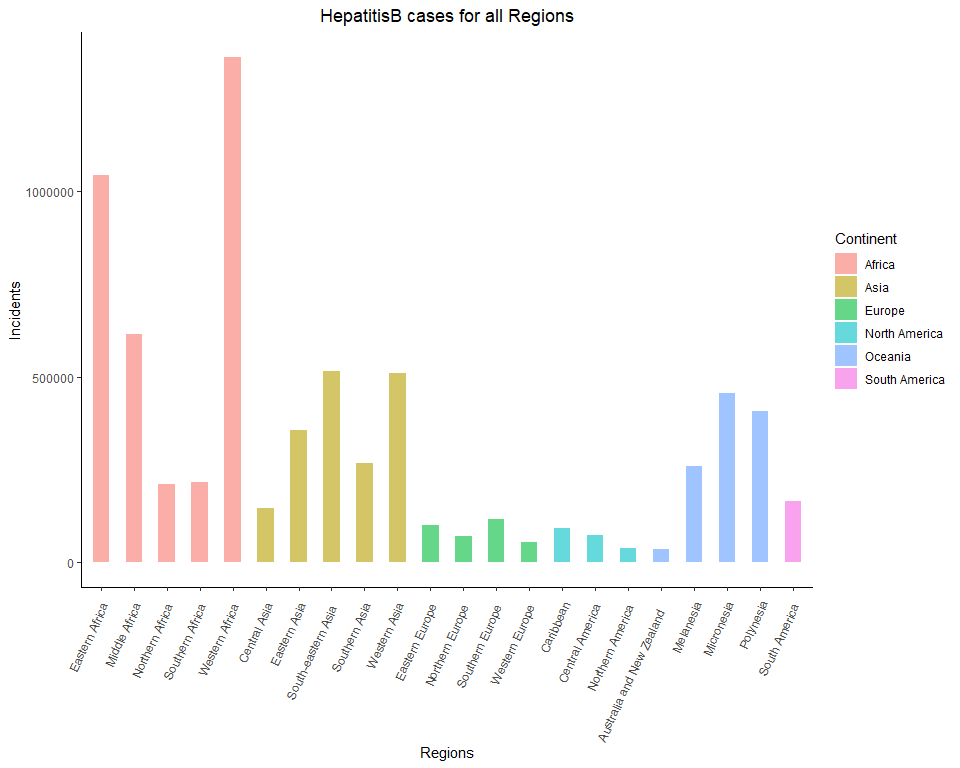 HepatitisB cases for all Regions
Incidents
1000000
500000
0
Eastern Africa
Middle Africa
Northern Africa
Southern Africa
Western Africa
Central Asia
Eastern Asia
South-eastern Asia
Southern Asia
Western Asia
Eastern Europe
Northern Europe
Southern Europe
Western Europe
Caribbean
Central America
Northern America
Australia and New Zealand
Melanesia
Micronesia
Polynesia
South America
Regions
Continent
Africa
Asia
Europe
North America
Oceania
South America